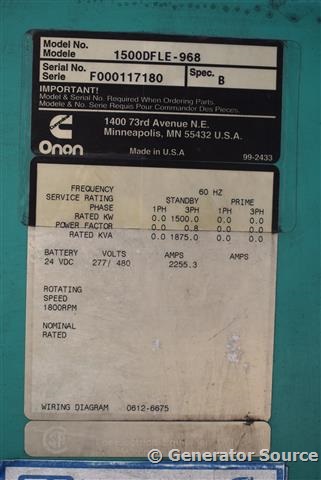 Model No.
Modele 1500DFLE-968
Serial No.
Serie F000117180 Spec. B
IMPORTANT!
Model & Serial No. Required When Ordering Parts.
Modele & No. Serie Requis Pour Commander Des Pieces.
1400 73rd Avenue N.E.
Minneapolis, MN 55432 U.S.A.
Onan Made in U.S.A 99-2433
FREQUENCY 60 HZ
SERVICE RATING STANDBY PRIME
PHASE 1PH 3PH 1PH 3PH
RATED KW 0.0 1500.0 0.0 0.0
POWER FACTOR 0.0 0.8 0.0 0.0
RATED KVA 0.0 1875.0 0.0 0.0
BATTERY VOLTS AMPS AMPS
24 VDC 277/ 480 2255.3
ROTATING
SPEED
1800RPM
NOMINAL
RATED
WIRING DIAGRAM 0612-6675
© Generator Source